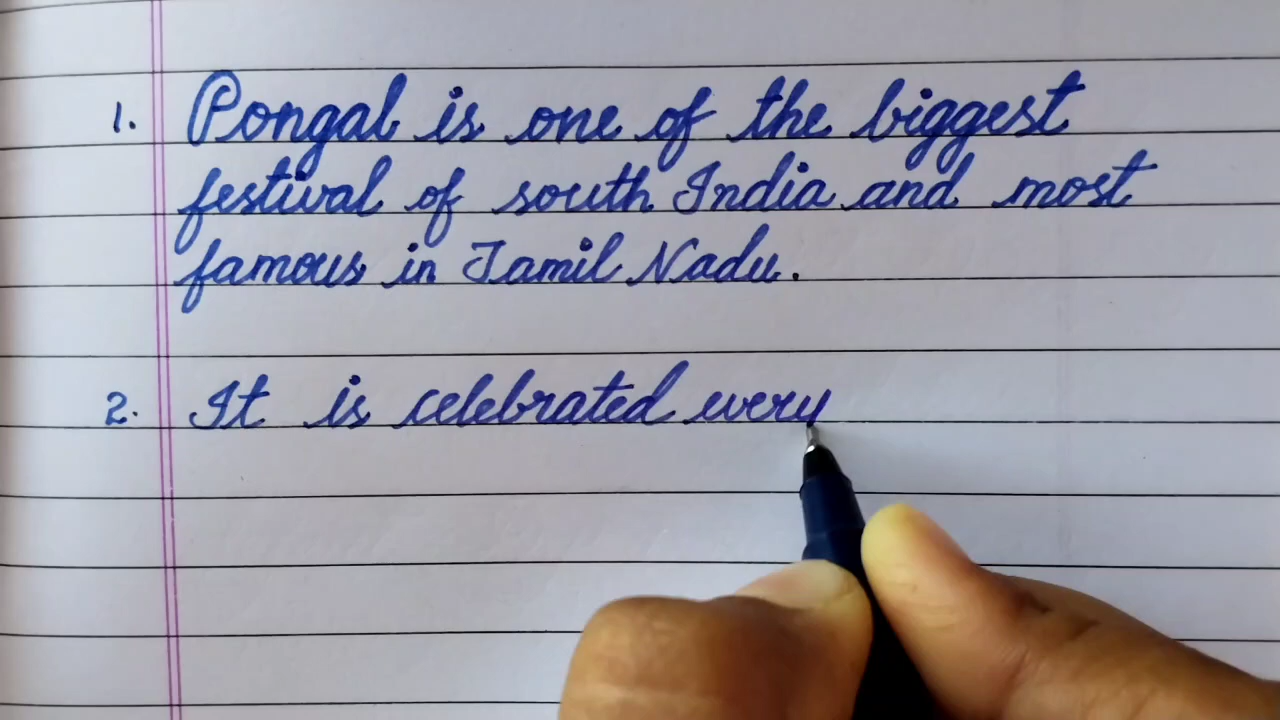 1. Pongal is one of the biggest
festival of south India and most
famous in Tamil Nadu.
2. It is celebrated every